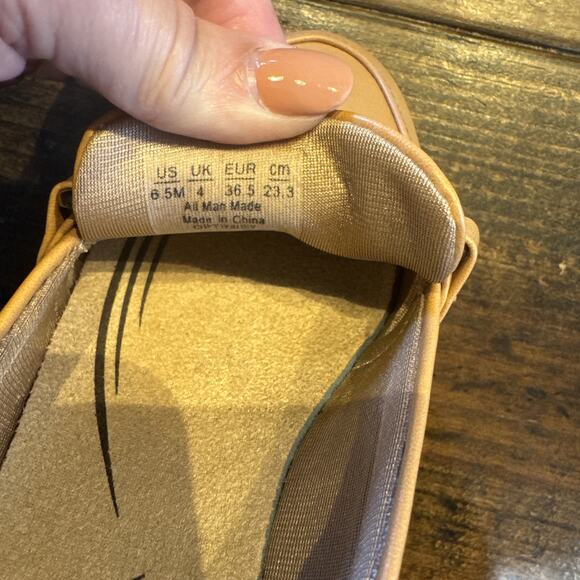 US UK EUR cm
6.5M 4 36.5 23.3
All Man Made
Made in China